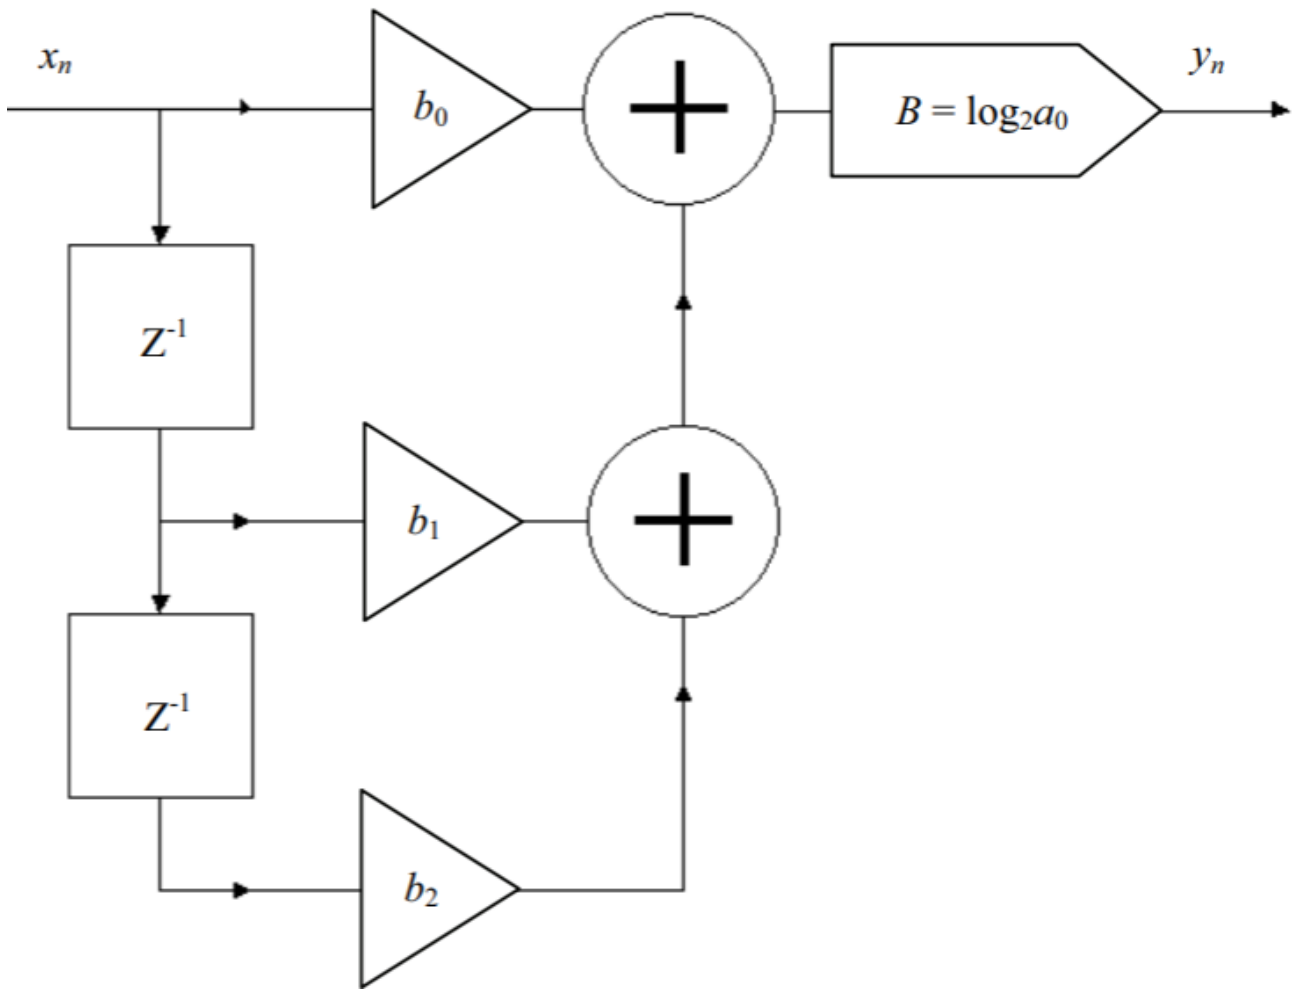 xₙ
b₀
+
B = log₂a₀
yₙ
Z⁻¹
b₁
+
Z⁻¹
b₂